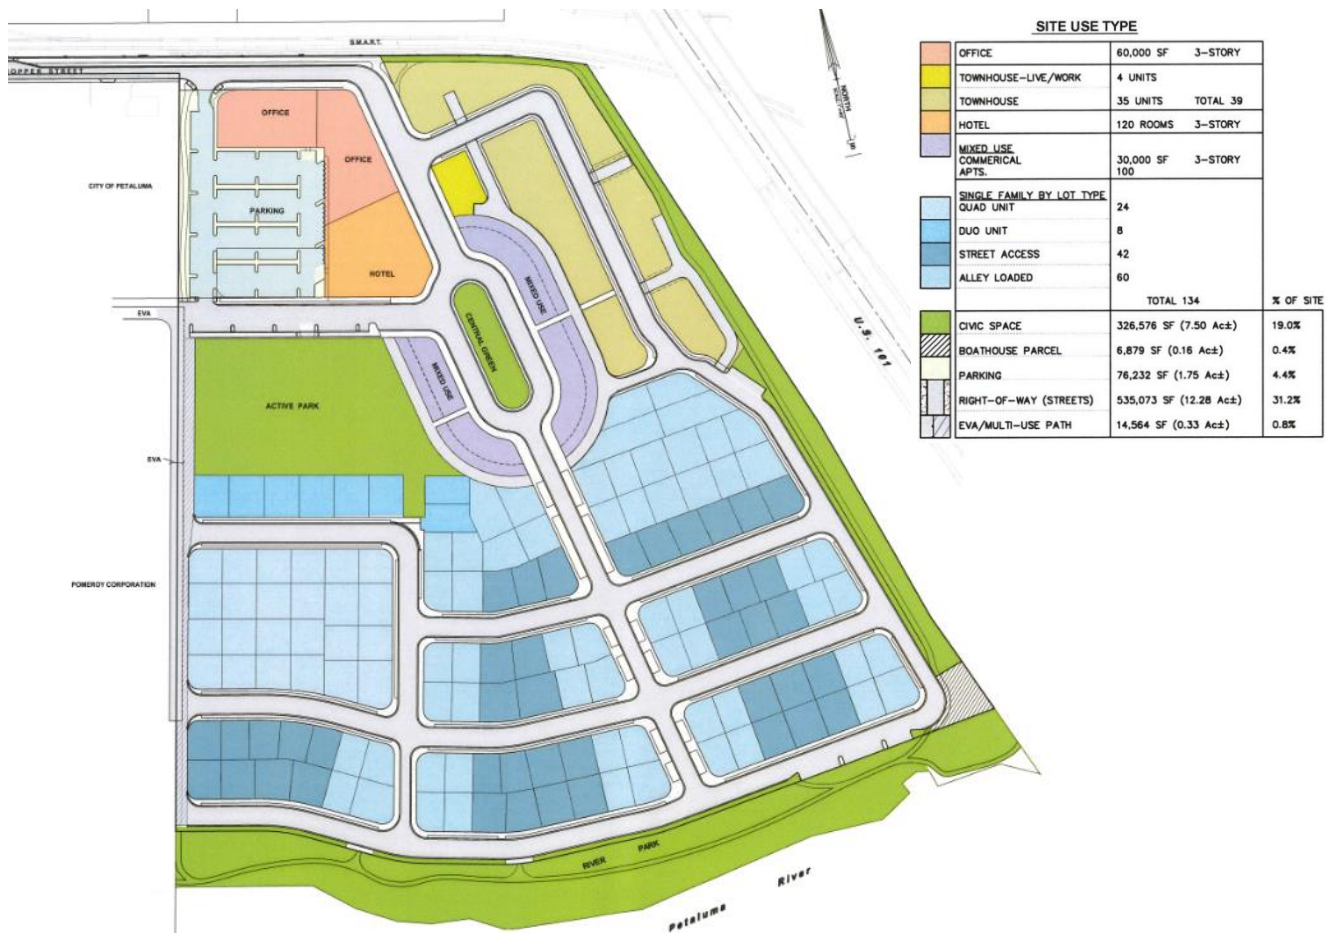 S.M.A.R.T.
OPPER STREET
OFFICE
OFFICE
CITY OF PETALUMA
PARKING
HOTEL
MIXED USE
EVA
CENTRAL GREEN
MIXED USE
ACTIVE PARK
EVA
POMEROY CORPORATION
RIVER PARK
Petaluma River
U.S. 101
NORTH
SITE USE TYPE
OFFICE 60,000 SF 3-STORY
TOWNHOUSE-LIVE/WORK 4 UNITS
TOWNHOUSE 35 UNITS TOTAL 39
HOTEL 120 ROOMS 3-STORY
MIXED USE
COMMERICAL 30,000 SF 3-STORY
APTS. 100
SINGLE FAMILY BY LOT TYPE
QUAD UNIT 24
DUO UNIT 8
STREET ACCESS 42
ALLEY LOADED 60
TOTAL 134 % OF SITE
CIVIC SPACE 326,576 SF (7.50 Ac±) 19.0%
BOATHOUSE PARCEL 6,879 SF (0.16 Ac±) 0.4%
PARKING 76,232 SF (1.75 Ac±) 4.4%
RIGHT-OF-WAY (STREETS) 535,073 SF (12.28 Ac±) 31.2%
EVA/MULTI-USE PATH 14,564 SF (0.33 Ac±) 0.8%